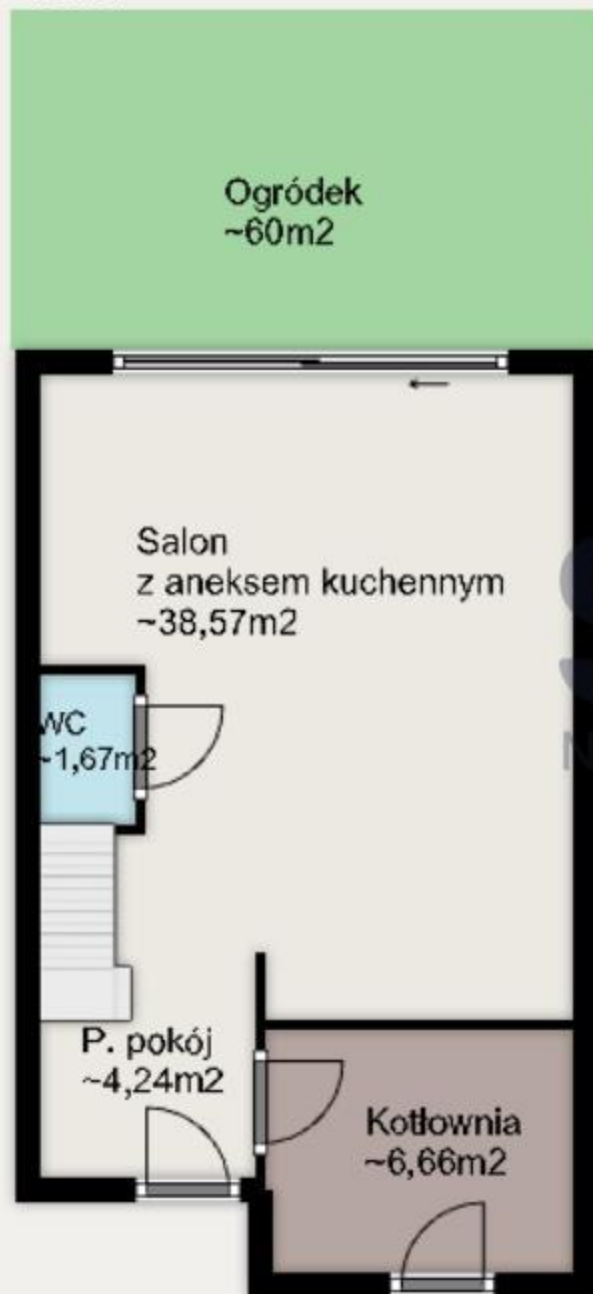 Ogródek
~60m2
Salon
z aneksem kuchennym
~38,57m2
WC
~1,67m2
P. pokój
~4,24m2
Kotłownia
~6,66m2